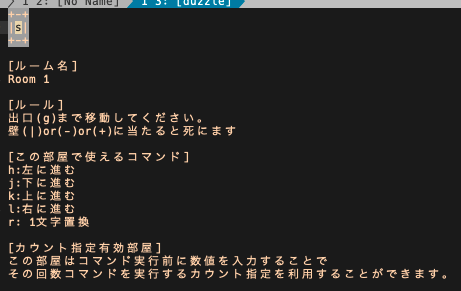 1 2: [No Name] 1 3: [duzzle]
+-+
|s|
+-+
[ルーム名]
Room 1
[ルール]
出口(g)まで移動してください。
壁(|)or(-)or(+)に当たると死にます
[この部屋で使えるコマンド]
h:左に進む
j:下に進む
k:上に進む
l:右に進む
r: 1文字置換
[カウント指定有効部屋]
この部屋はコマンド実行前に数値を入力することで
その回数コマンドを実行するカウント指定を利用することができます。